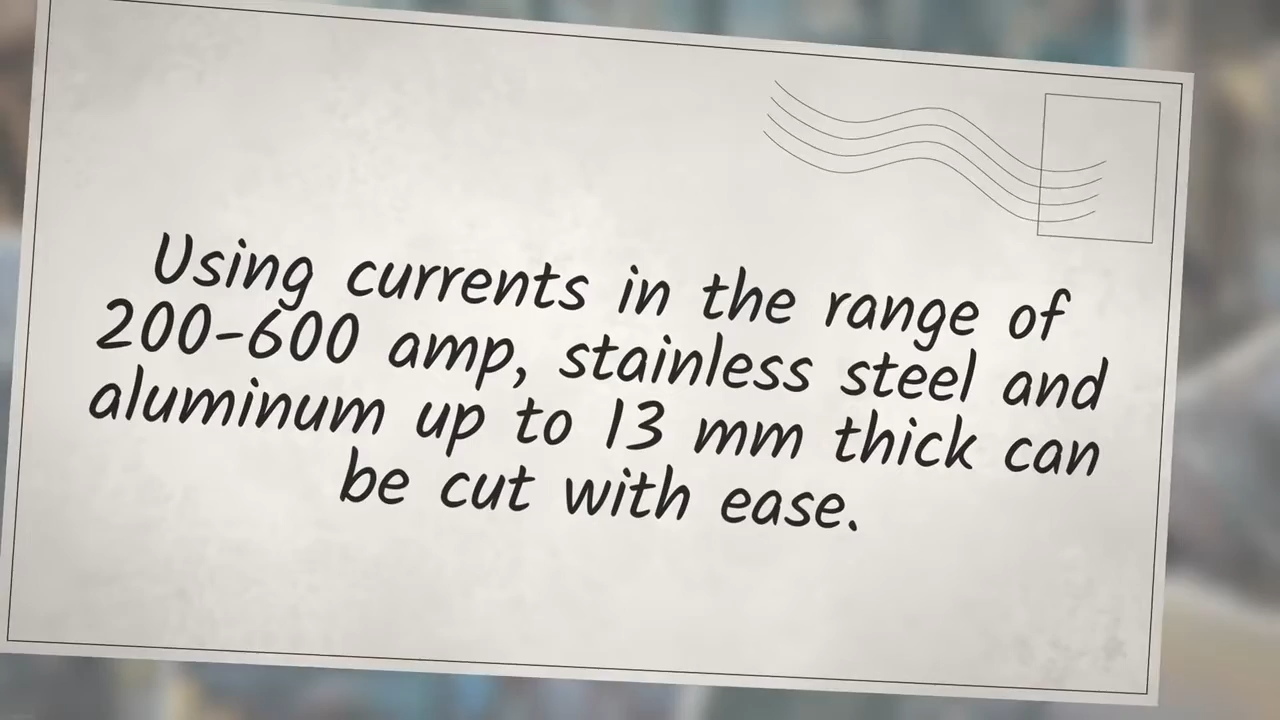 Using currents in the range of
200-600 amp, stainless steel and
aluminum up to 13 mm thick can
be cut with ease.